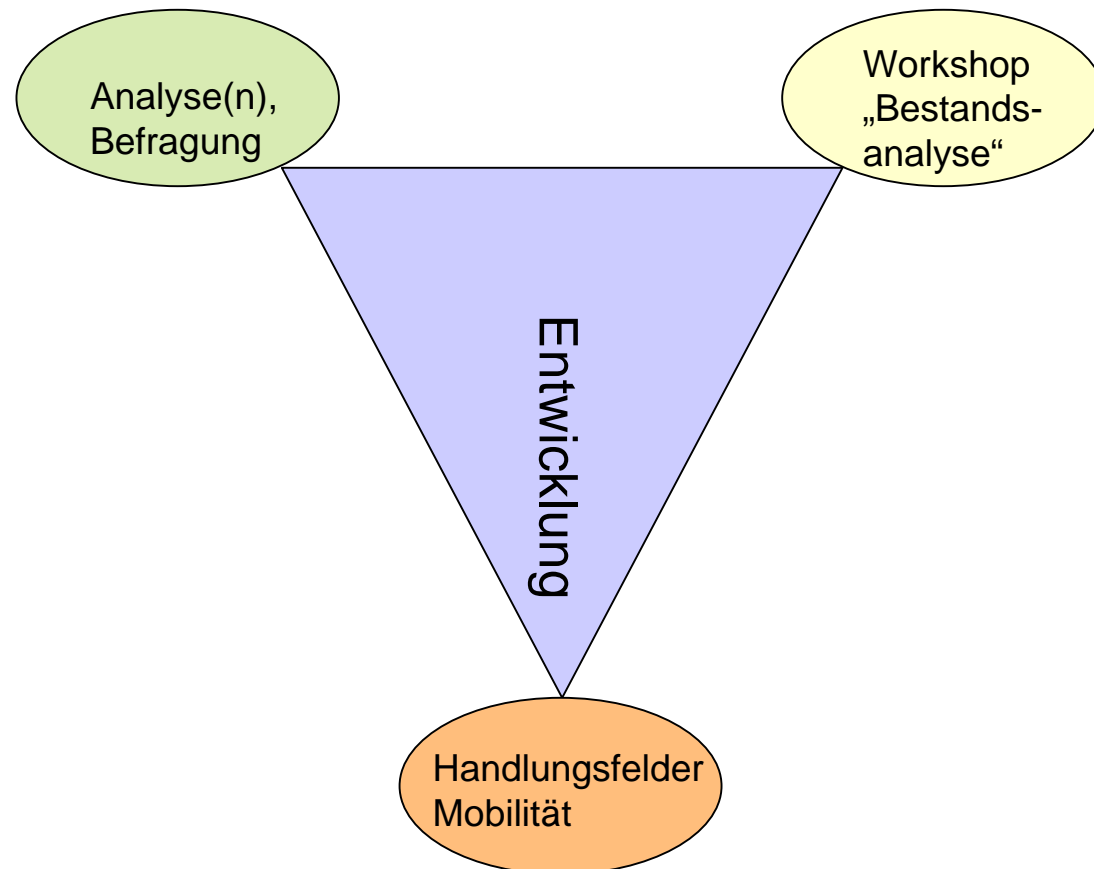 Analyse(n),
Befragung
Workshop
„Bestands-
analyse“
Entwicklung
Handlungsfelder
Mobilität